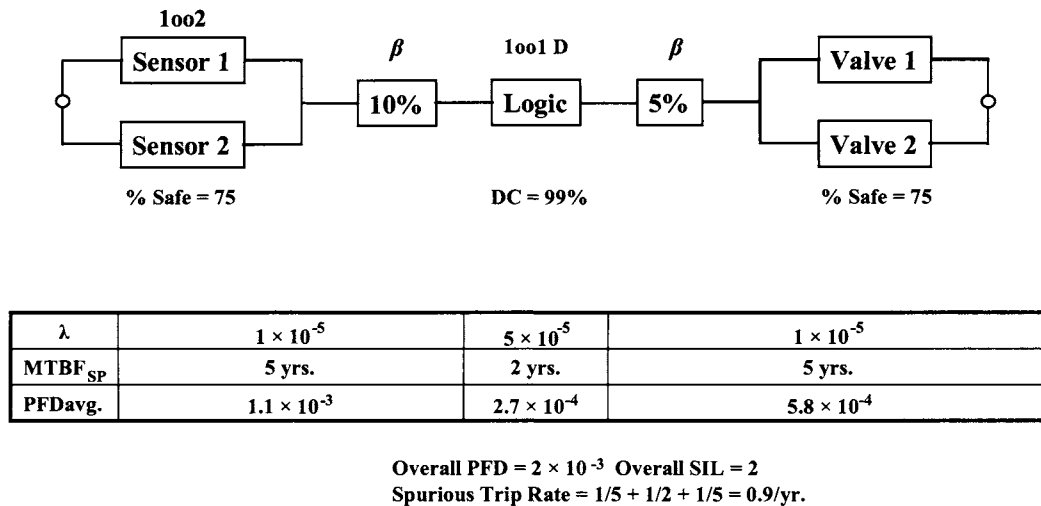 1oo2
Sensor 1
Sensor 2
% Safe = 75
β
10%
1oo1 D
Logic
DC = 99%
β
5%
Valve 1
Valve 2
% Safe = 75
λ 1 × 10⁻⁵ 5 × 10⁻⁵ 1 × 10⁻⁵
MTBF_SP 5 yrs. 2 yrs. 5 yrs.
PFDavg. 1.1 × 10⁻³ 2.7 × 10⁻⁴ 5.8 × 10⁻⁴
Overall PFD = 2 × 10⁻³ Overall SIL = 2
Spurious Trip Rate = 1/5 + 1/2 + 1/5 = 0.9/yr.